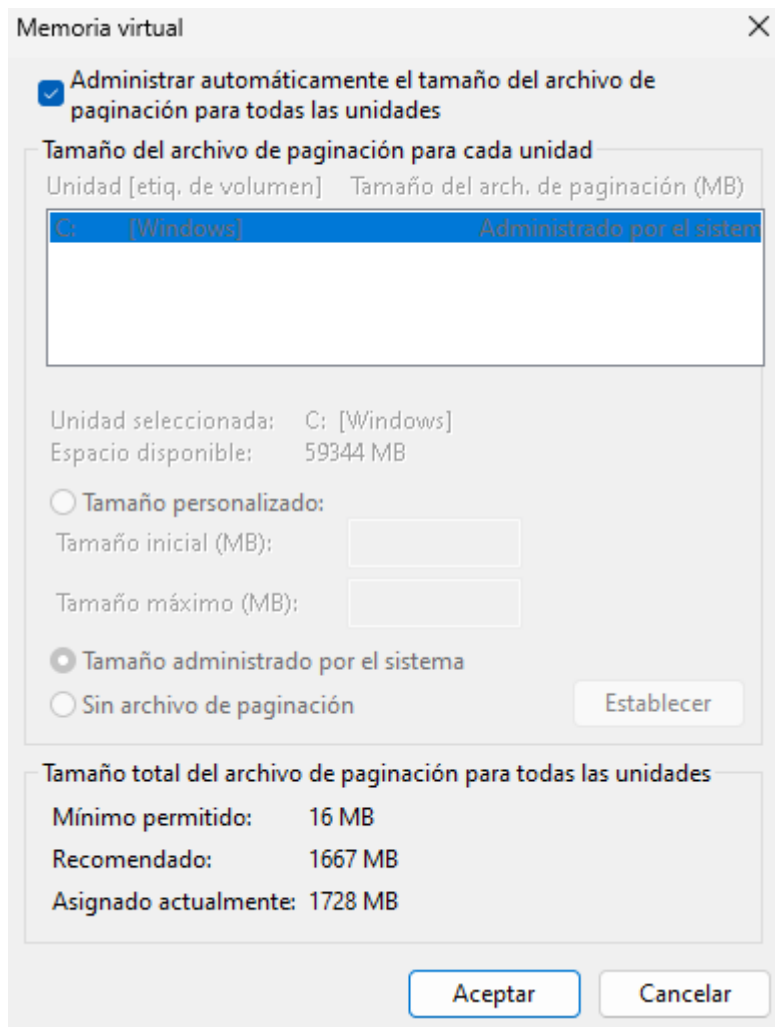 Memoria virtual
Administrar automáticamente el tamaño del archivo de
paginación para todas las unidades
Tamaño del archivo de paginación para cada unidad
Unidad [etiq. de volumen] Tamaño del arch. de paginación (MB)
C: [Windows] Administrado por el sistem
Unidad seleccionada: C: [Windows]
Espacio disponible: 59344 MB
Tamaño personalizado:
Tamaño inicial (MB):
Tamaño máximo (MB):
Tamaño administrado por el sistema
Sin archivo de paginación Establecer
Tamaño total del archivo de paginación para todas las unidades
Mínimo permitido: 16 MB
Recomendado: 1667 MB
Asignado actualmente: 1728 MB
Aceptar Cancelar